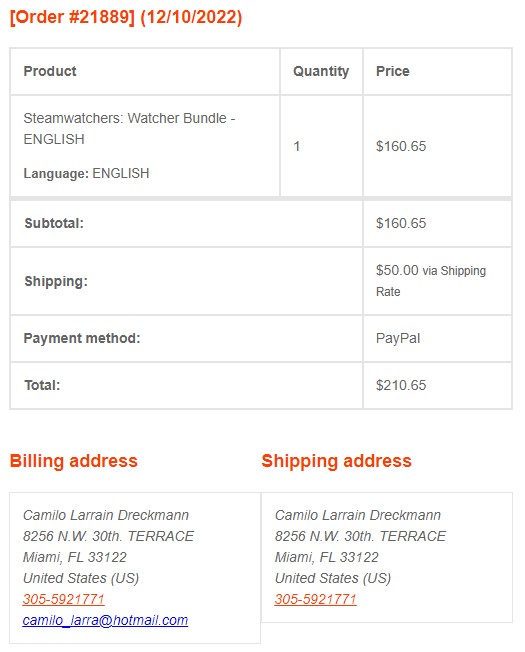 [Order #21889] (12/10/2022)
Product Quantity Price
Steamwatchers: Watcher Bundle -
ENGLISH
Language: ENGLISH
1
$160.65
Subtotal: $160.65
Shipping: $50.00 via Shipping
Rate
Payment method: PayPal
Total: $210.65
Billing address
Camilo Larrain Dreckmann
8256 N.W. 30th. TERRACE
Miami, FL 33122
United States (US)
305-5921771
camilo_larra@hotmail.com
Shipping address
Camilo Larrain Dreckmann
8256 N.W. 30th. TERRACE
Miami, FL 33122
United States (US)
305-5921771